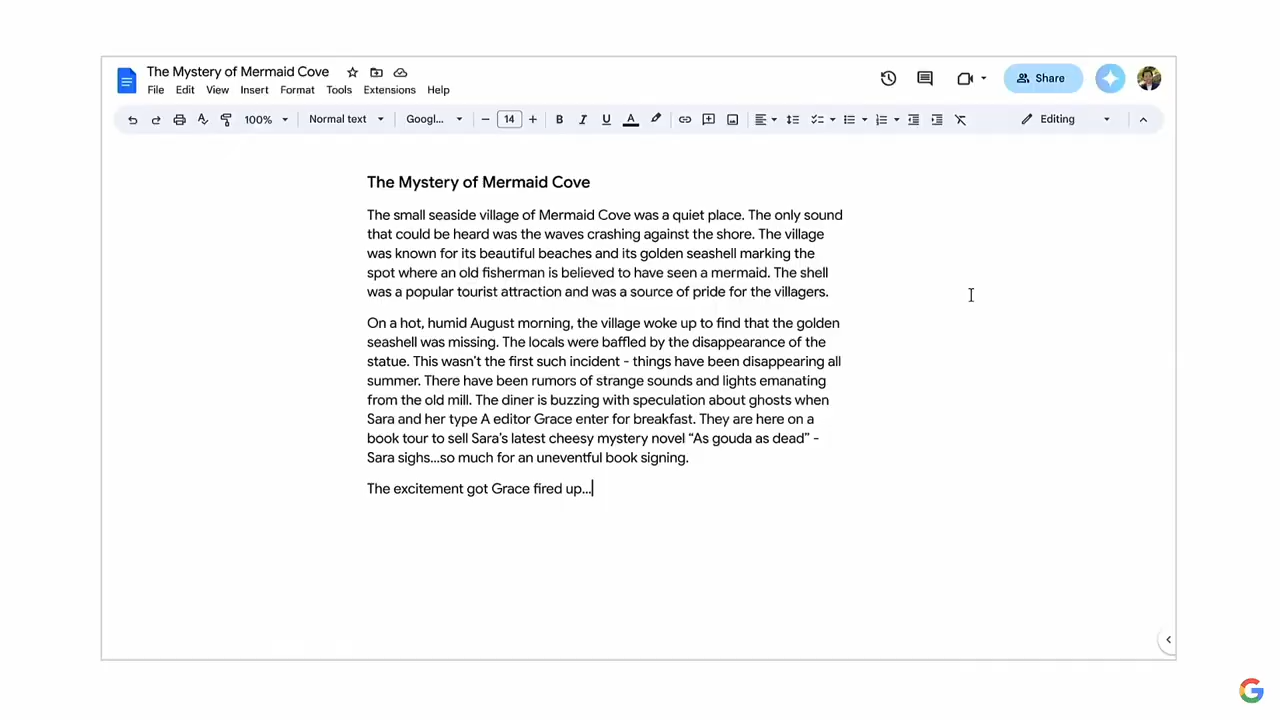 The Mystery of Mermaid Cove
File Edit View Insert Format Tools Extensions Help
Share
100% Normal text Googl... 14 B I U A Editing
The Mystery of Mermaid Cove
The small seaside village of Mermaid Cove was a quiet place. The only sound
that could be heard was the waves crashing against the shore. The village
was known for its beautiful beaches and its golden seashell marking the
spot where an old fisherman is believed to have seen a mermaid. The shell
was a popular tourist attraction and was a source of pride for the villagers.
On a hot, humid August morning, the village woke up to find that the golden
seashell was missing. The locals were baffled by the disappearance of the
statue. This wasn't the first such incident - things have been disappearing all
summer. There have been rumors of strange sounds and lights emanating
from the old mill. The diner is buzzing with speculation about ghosts when
Sara and her type A editor Grace enter for breakfast. They are here on a
book tour to sell Sara's latest cheesy mystery novel “As gouda as dead” -
Sara sighs...so much for an uneventful book signing.
The excitement got Grace fired up...
G